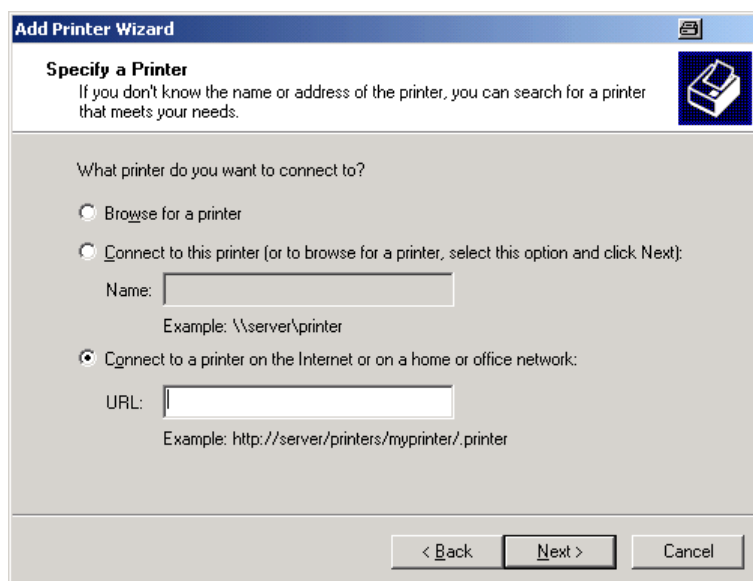 Add Printer Wizard
Specify a Printer
If you don't know the name or address of the printer, you can search for a printer
that meets your needs.
What printer do you want to connect to?
Browse for a printer
Connect to this printer (or to browse for a printer, select this option and click Next):
Name:
Example: \\server\printer
Connect to a printer on the Internet or on a home or office network:
URL:
Example: http://server/printers/myprinter/.printer
< Back Next > Cancel